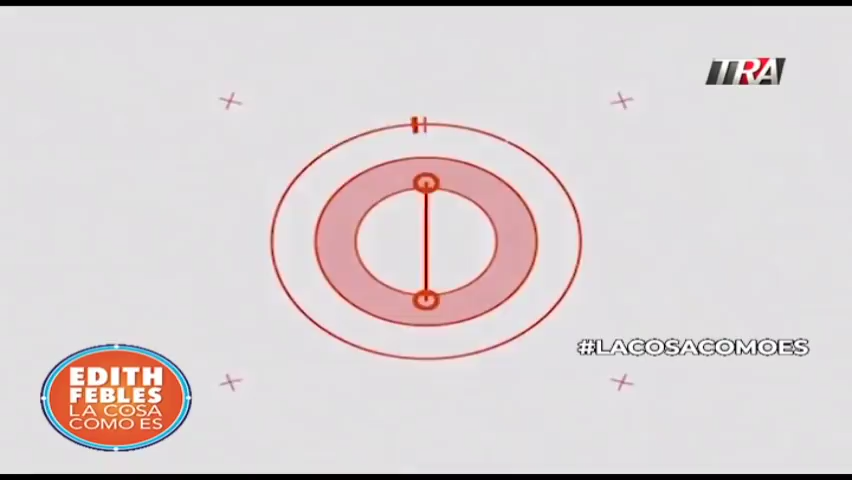 TRA
#LACOSACOMOES
EDITH
FEBLES
LA COSA
COMO ES